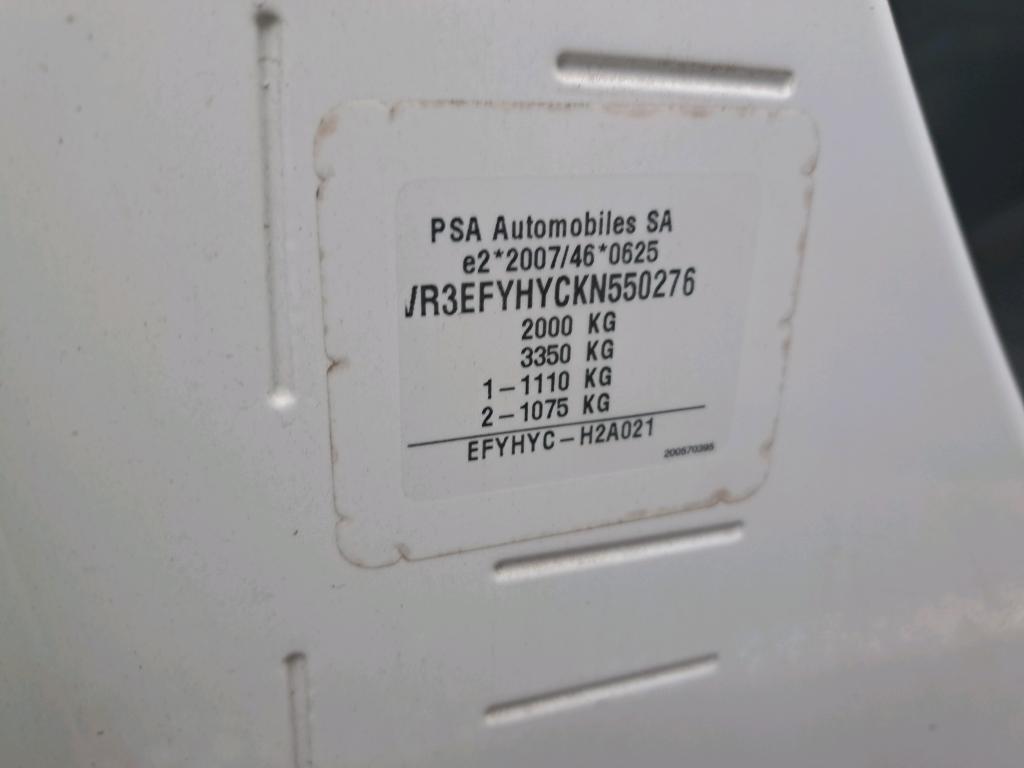 PSA Automobiles SA
e2*2007/46*0625
VR3EFYHYCKN550276
2000 KG
3350 KG
1-1110 KG
2-1075 KG
EFYHYC-H2A021
200570395